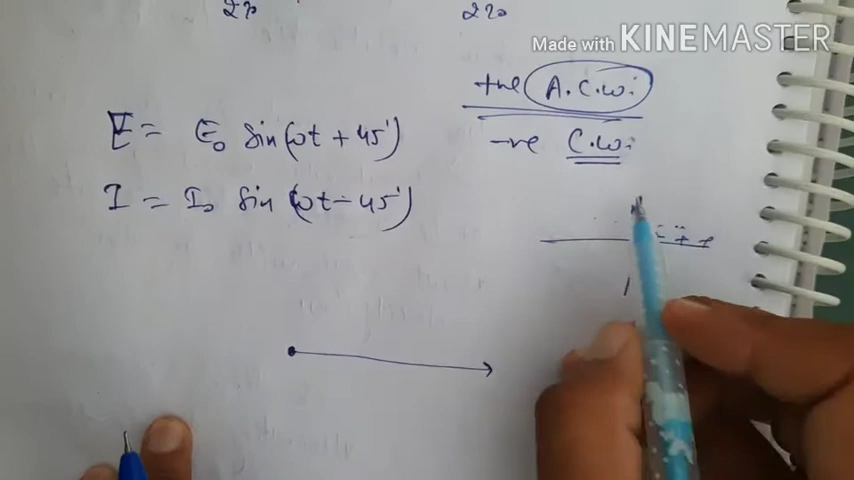 Made with KINEMASTER
+ve A.C.W.
-ve C.W.
E = E₀ Sin(ωt + 45°)
I = I₀ Sin(ωt - 45°)